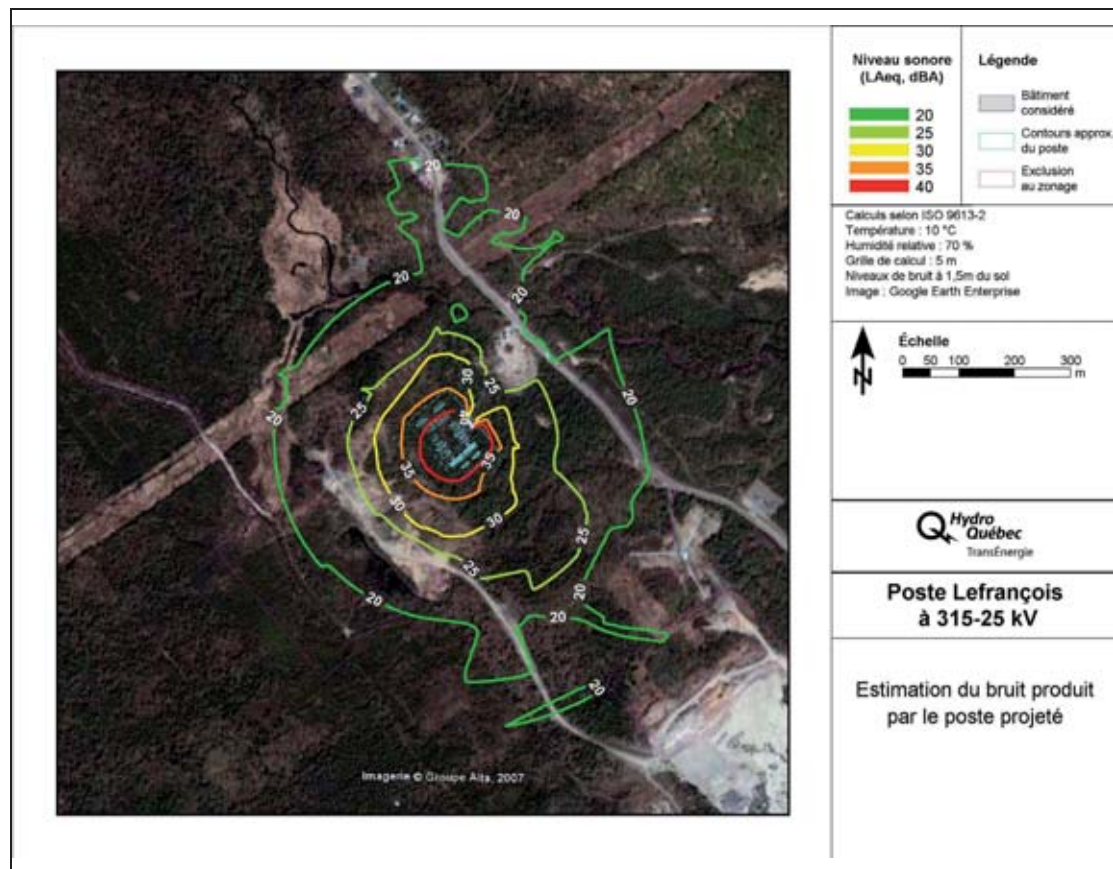 20
20
20
20
20
20
25
30
25
20
35
35
30
30
25
25
20
20
20
20
Imagerie © Groupe Alta, 2007
Niveau sonore
(LAeq, dBA)
20
25
30
35
40
Légende
Bâtiment
considéré
Contours approx.
du poste
Exclusion
au zonage
Calculs selon ISO 9613-2
Température : 10 °C
Humidité relative : 70 %
Grille de calcul : 5 m
Niveaux de bruit à 1,5m du sol
Image : Google Earth Enterprise
N
Échelle
0 50 100 200 300
m
Hydro
Québec
TransÉnergie
Poste Lefrançois
à 315-25 kV
Estimation du bruit produit
par le poste projeté